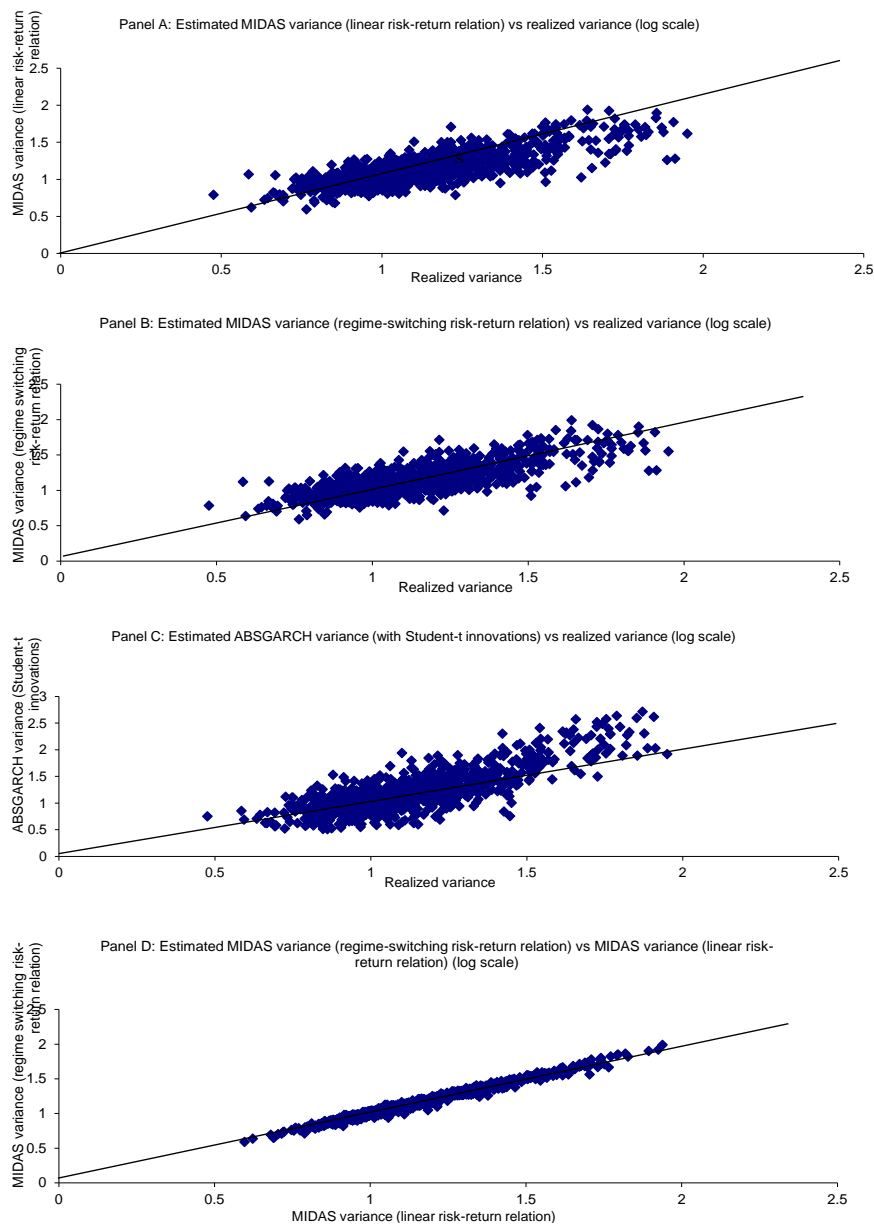 Panel A: Estimated MIDAS variance (linear risk-return relation) vs realized variance (log scale)
MIDAS variance (linear risk-return
relation)
2.5
2
1.5
1
0.5
0
0
0.5
1
1.5
2
2.5
Realized variance
Panel B: Estimated MIDAS variance (regime-switching risk-return relation) vs realized variance (log scale)
MIDAS variance (regime switching
risk-return relation)
2.5
2
1.5
1
0.5
0
0
0.5
1
1.5
2
2.5
Realized variance
Panel C: Estimated ABSGARCH variance (with Student-t innovations) vs realized variance (log scale)
ABSGARCH variance (Student-t
innovations)
3
2.5
2
1.5
1
0.5
0
0
0.5
1
1.5
2
2.5
Realized variance
Panel D: Estimated MIDAS variance (regime-switching risk-return relation) vs MIDAS variance (linear risk-
return relation) (log scale)
MIDAS variance (regime switching risk-
return relation)
2.5
2
1.5
1
0.5
0
0
0.5
1
1.5
2
2.5
MIDAS variance (linear risk-return relation)